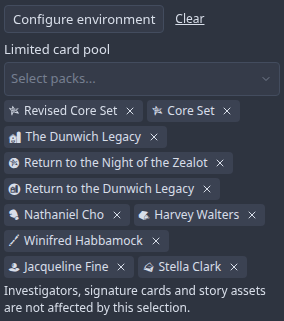 Configure environment Clear
Limited card pool
Select packs...
Revised Core Set × Core Set ×
The Dunwich Legacy ×
Return to the Night of the Zealot ×
Return to the Dunwich Legacy ×
Nathaniel Cho × Harvey Walters ×
Winifred Habbamock ×
Jacqueline Fine × Stella Clark ×
Investigators, signature cards and story assets
are not affected by this selection.